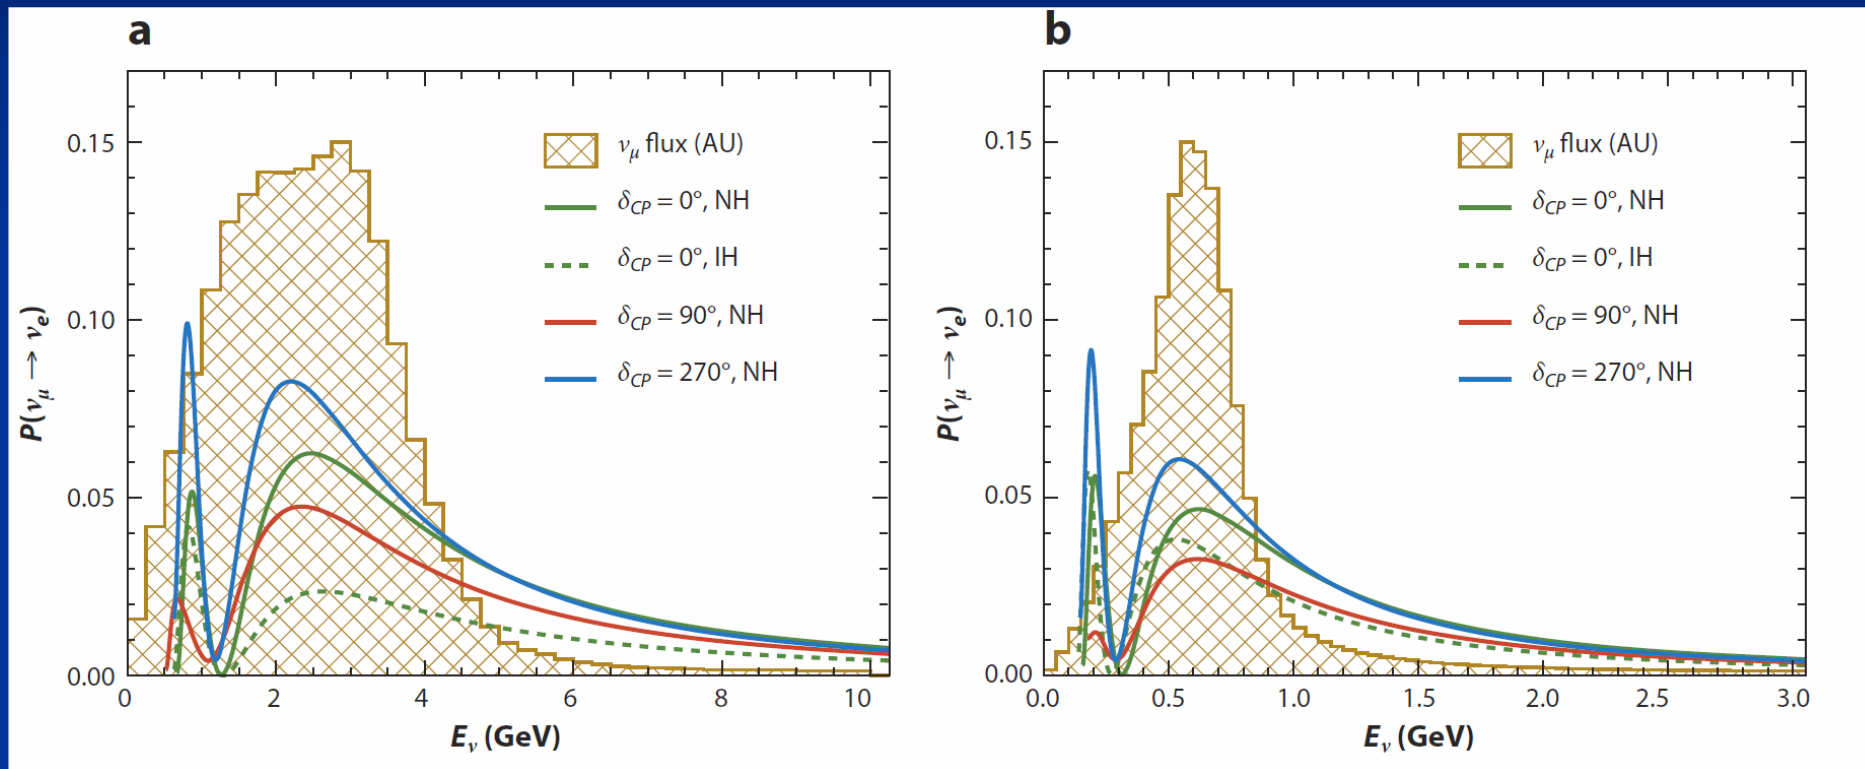 a
P(νμ → νe)
0.15
0.10
0.05
0.00
νμ flux (AU)
δCP = 0°, NH
δCP = 0°, IH
δCP = 90°, NH
δCP = 270°, NH
0 2 4 6 8 10
Eν (GeV)
b
P(νμ → νe)
0.15
0.10
0.05
0.00
νμ flux (AU)
δCP = 0°, NH
δCP = 0°, IH
δCP = 90°, NH
δCP = 270°, NH
0.0 0.5 1.0 1.5 2.0 2.5 3.0
Eν (GeV)